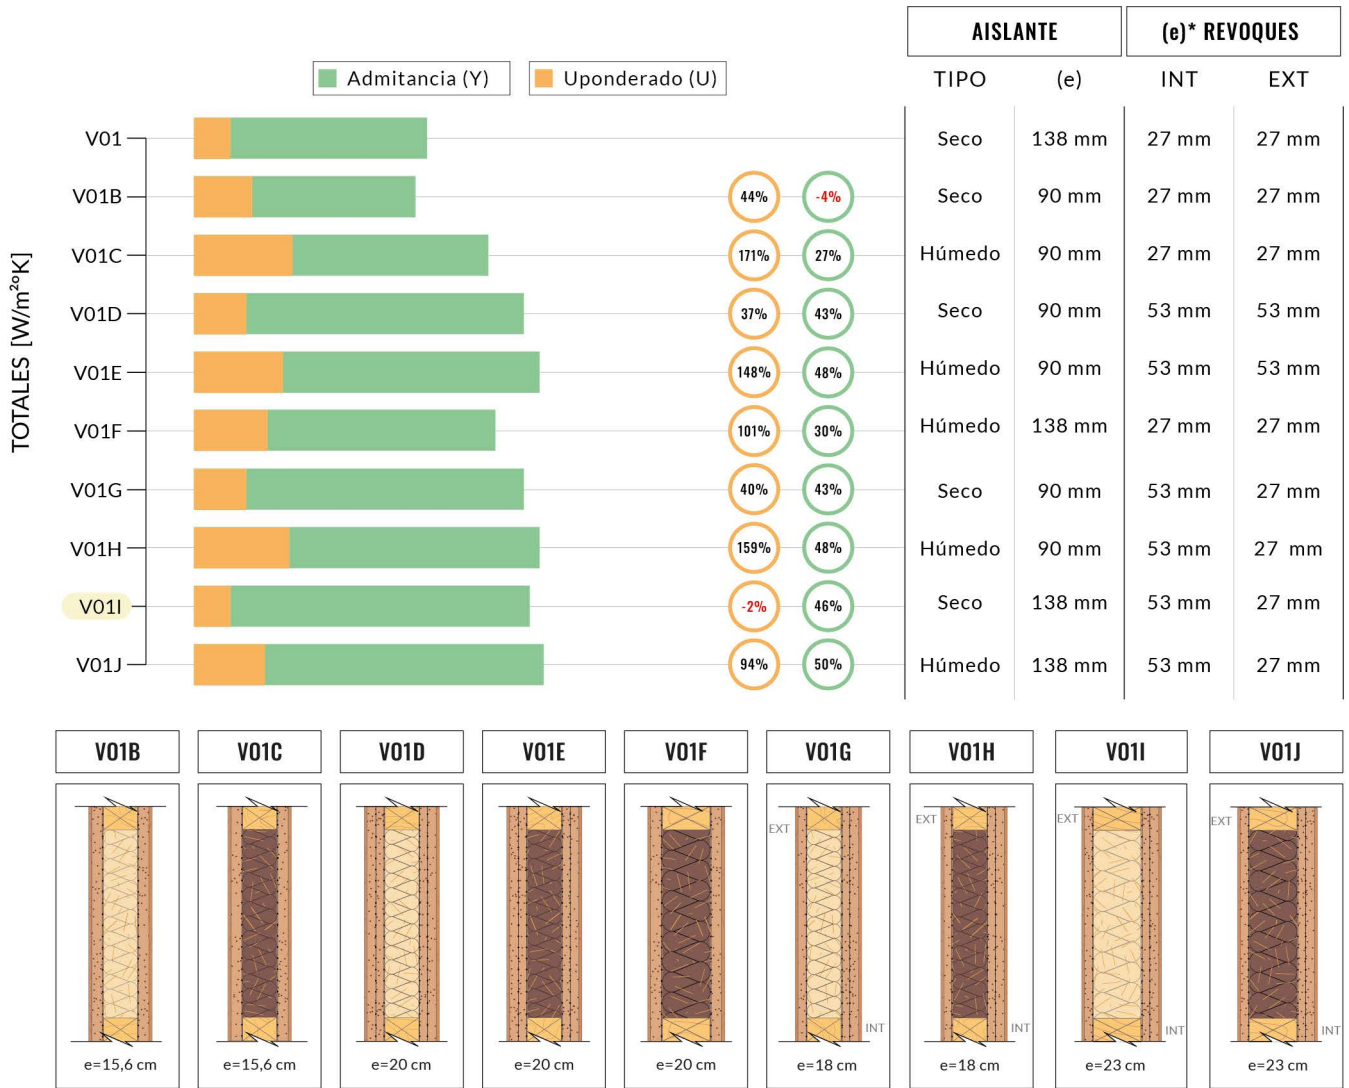 AISLANTE (e)* REVOQUES
Admitancia (Y) Uponderado (U) TIPO (e) INT EXT
TOTALES [W/m²ºK]
V01 Seco 138 mm 27 mm 27 mm
V01B 44% -4% Seco 90 mm 27 mm 27 mm
V01C 171% 27% Húmedo 90 mm 27 mm 27 mm
V01D 37% 43% Seco 90 mm 53 mm 53 mm
V01E 148% 48% Húmedo 90 mm 53 mm 53 mm
V01F 101% 30% Húmedo 138 mm 27 mm 27 mm
V01G 40% 43% Seco 90 mm 53 mm 27 mm
V01H 159% 48% Húmedo 90 mm 53 mm 27 mm
V01I -2% 46% Seco 138 mm 53 mm 27 mm
V01J 94% 50% Húmedo 138 mm 53 mm 27 mm
V01B V01C V01D V01E V01F V01G V01H V01I V01J
EXT EXT EXT EXT
INT INT INT INT
e=15,6 cm e=15,6 cm e=20 cm e=20 cm e=20 cm e=18 cm e=18 cm e=23 cm e=23 cm